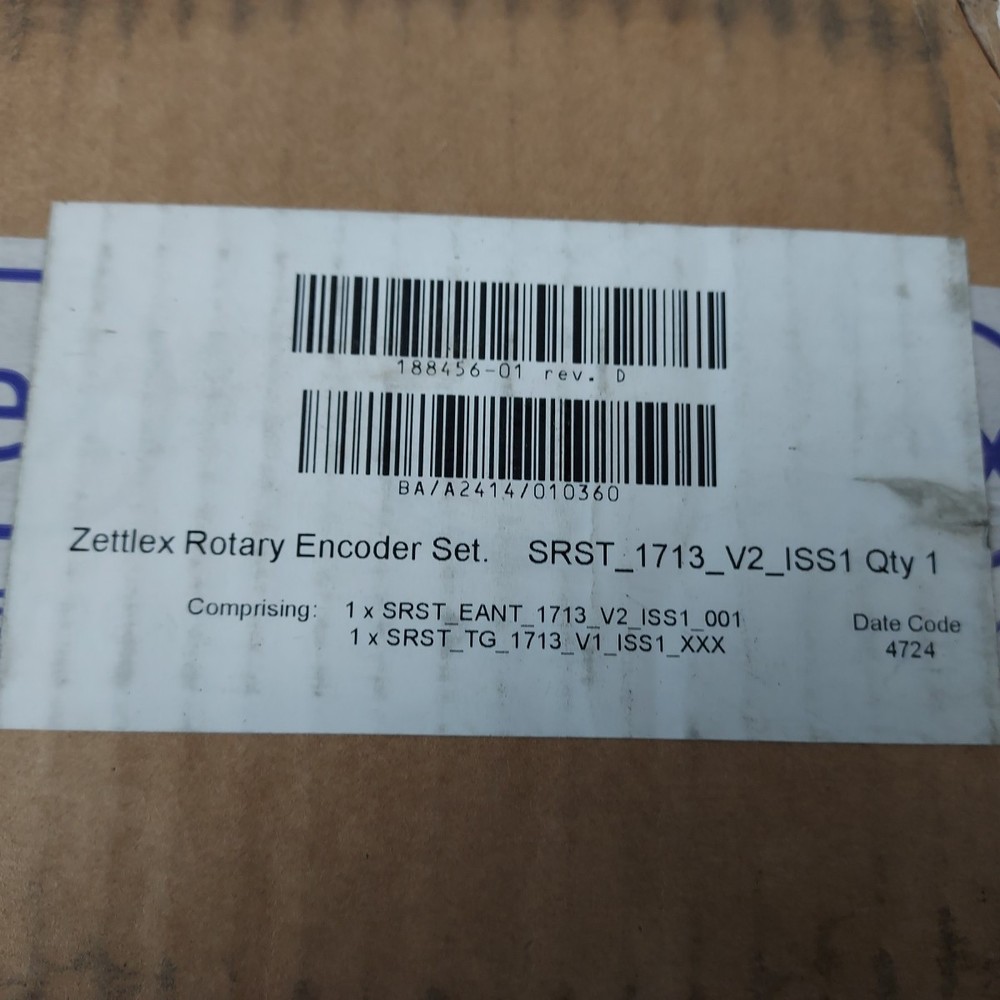 188456-01 rev. D
BA/A2414/010360
Zettlex Rotary Encoder Set. SRST_1713_V2_ISS1 Qty 1
Comprising: 1 x SRST_EANT_1713_V2_ISS1_001
1 x SRST_TG_1713_V1_ISS1_XXX
Date Code
4724